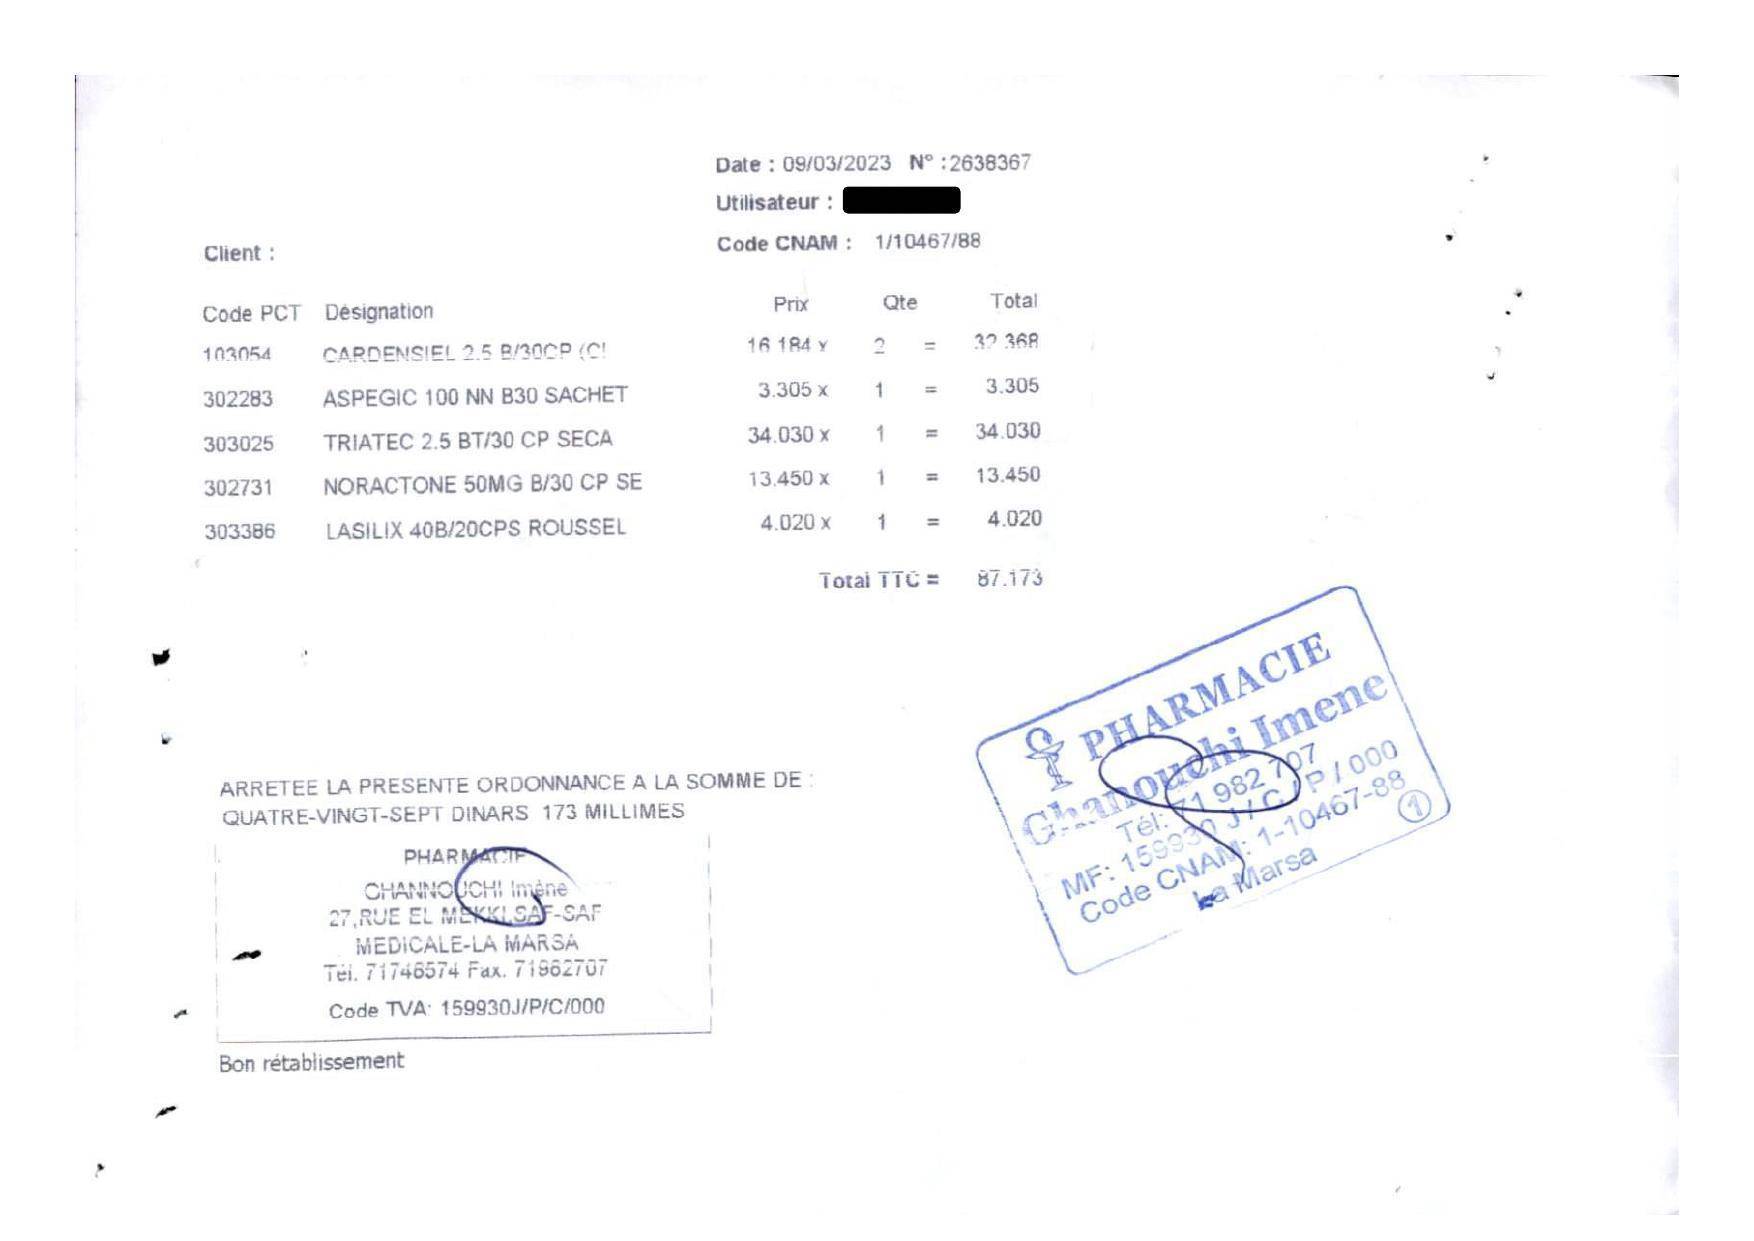 Date : 09/03/2023 N° :2638367
Utilisateur :
Code CNAM : 1/10467/88
Client :
Code PCT Désignation Prix Qte Total
103054 CARDENSIEL 2.5 B/30CP (C! 16.184 x 2 = 32.368
302283 ASPEGIC 100 NN B30 SACHET 3.305 x 1 = 3.305
303025 TRIATEC 2.5 BT/30 CP SECA 34.030 x 1 = 34.030
302731 NORACTONE 50MG B/30 CP SE 13.450 x 1 = 13.450
303386 LASILIX 40B/20CPS ROUSSEL 4.020 x 1 = 4.020
Total TTC = 87.173
ARRETEE LA PRESENTE ORDONNANCE A LA SOMME DE :
QUATRE-VINGT-SEPT DINARS 173 MILLIMES
PHARMACIE
CHANNOUCHI Imène
27,RUE EL MEKKI,SAF-SAF
MEDICALE-LA MARSA
Tél. 71746574 Fax. 71982707
Code TVA: 159930J/P/C/000
Bon rétablissement
PHARMACIE
Ghanouchi Imene
Tél: 71 982 707
MF: 159930 J / C / P / 000
Code CNAM: 1-10467-88
La Marsa
1